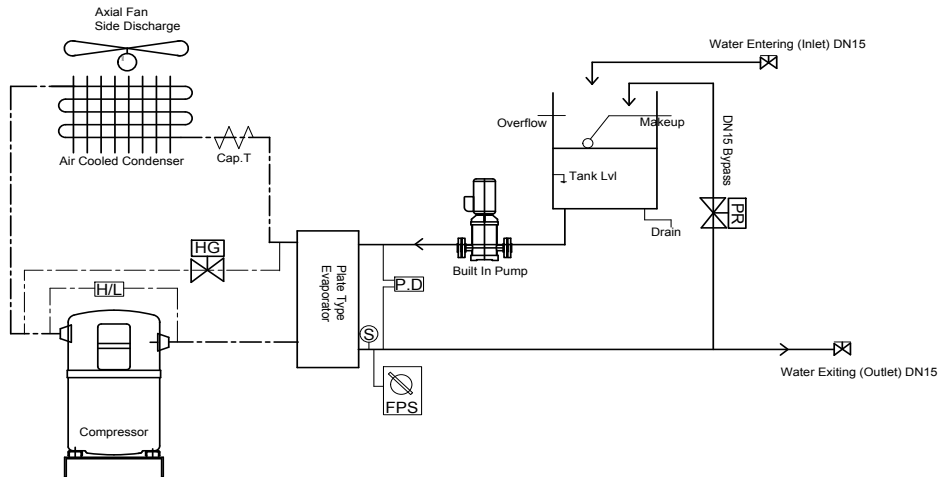 Axial Fan
Side Discharge
Water Entering (Inlet) DN15
Overflow
Makeup
Air Cooled Condenser
Cap.T
DN15 Bypass
Tank Lvl
PR
Drain
HG
Built In Pump
Plate Type
Evaporator
P.D
H/L
S
Water Exiting (Outlet) DN15
FPS
Compressor